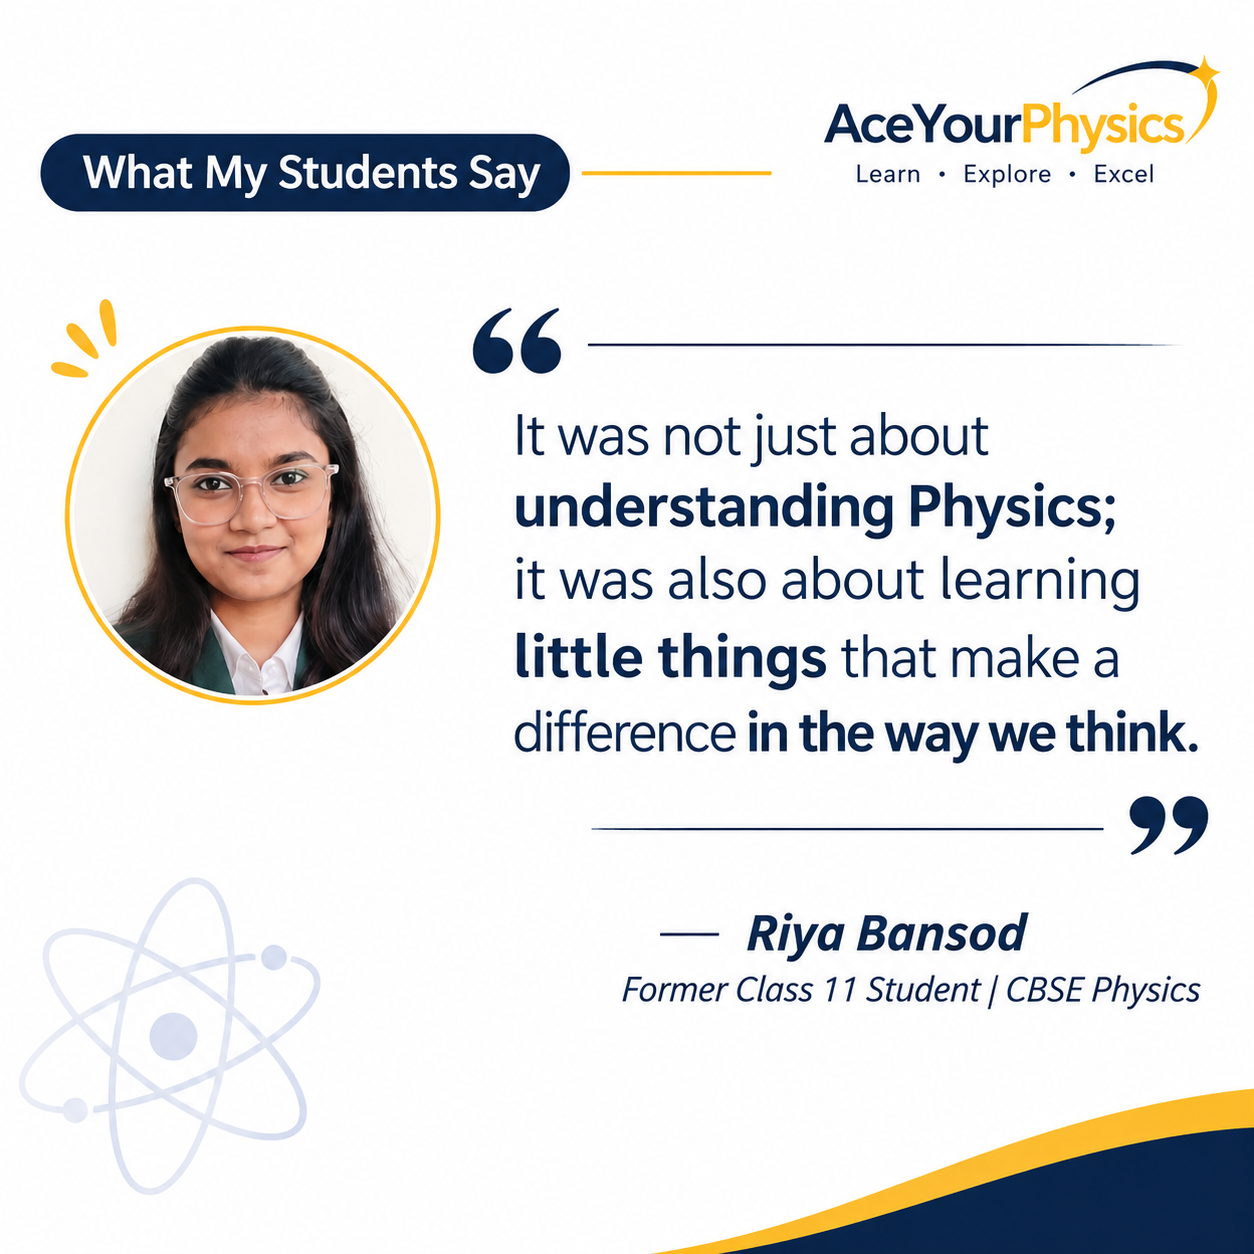 AceYourPhysics
Learn • Explore • Excel
What My Students Say
“
It was not just about
understanding Physics;
it was also about learning
little things that make a
difference in the way we think.
”
— Riya Bansod
Former Class 11 Student | CBSE Physics